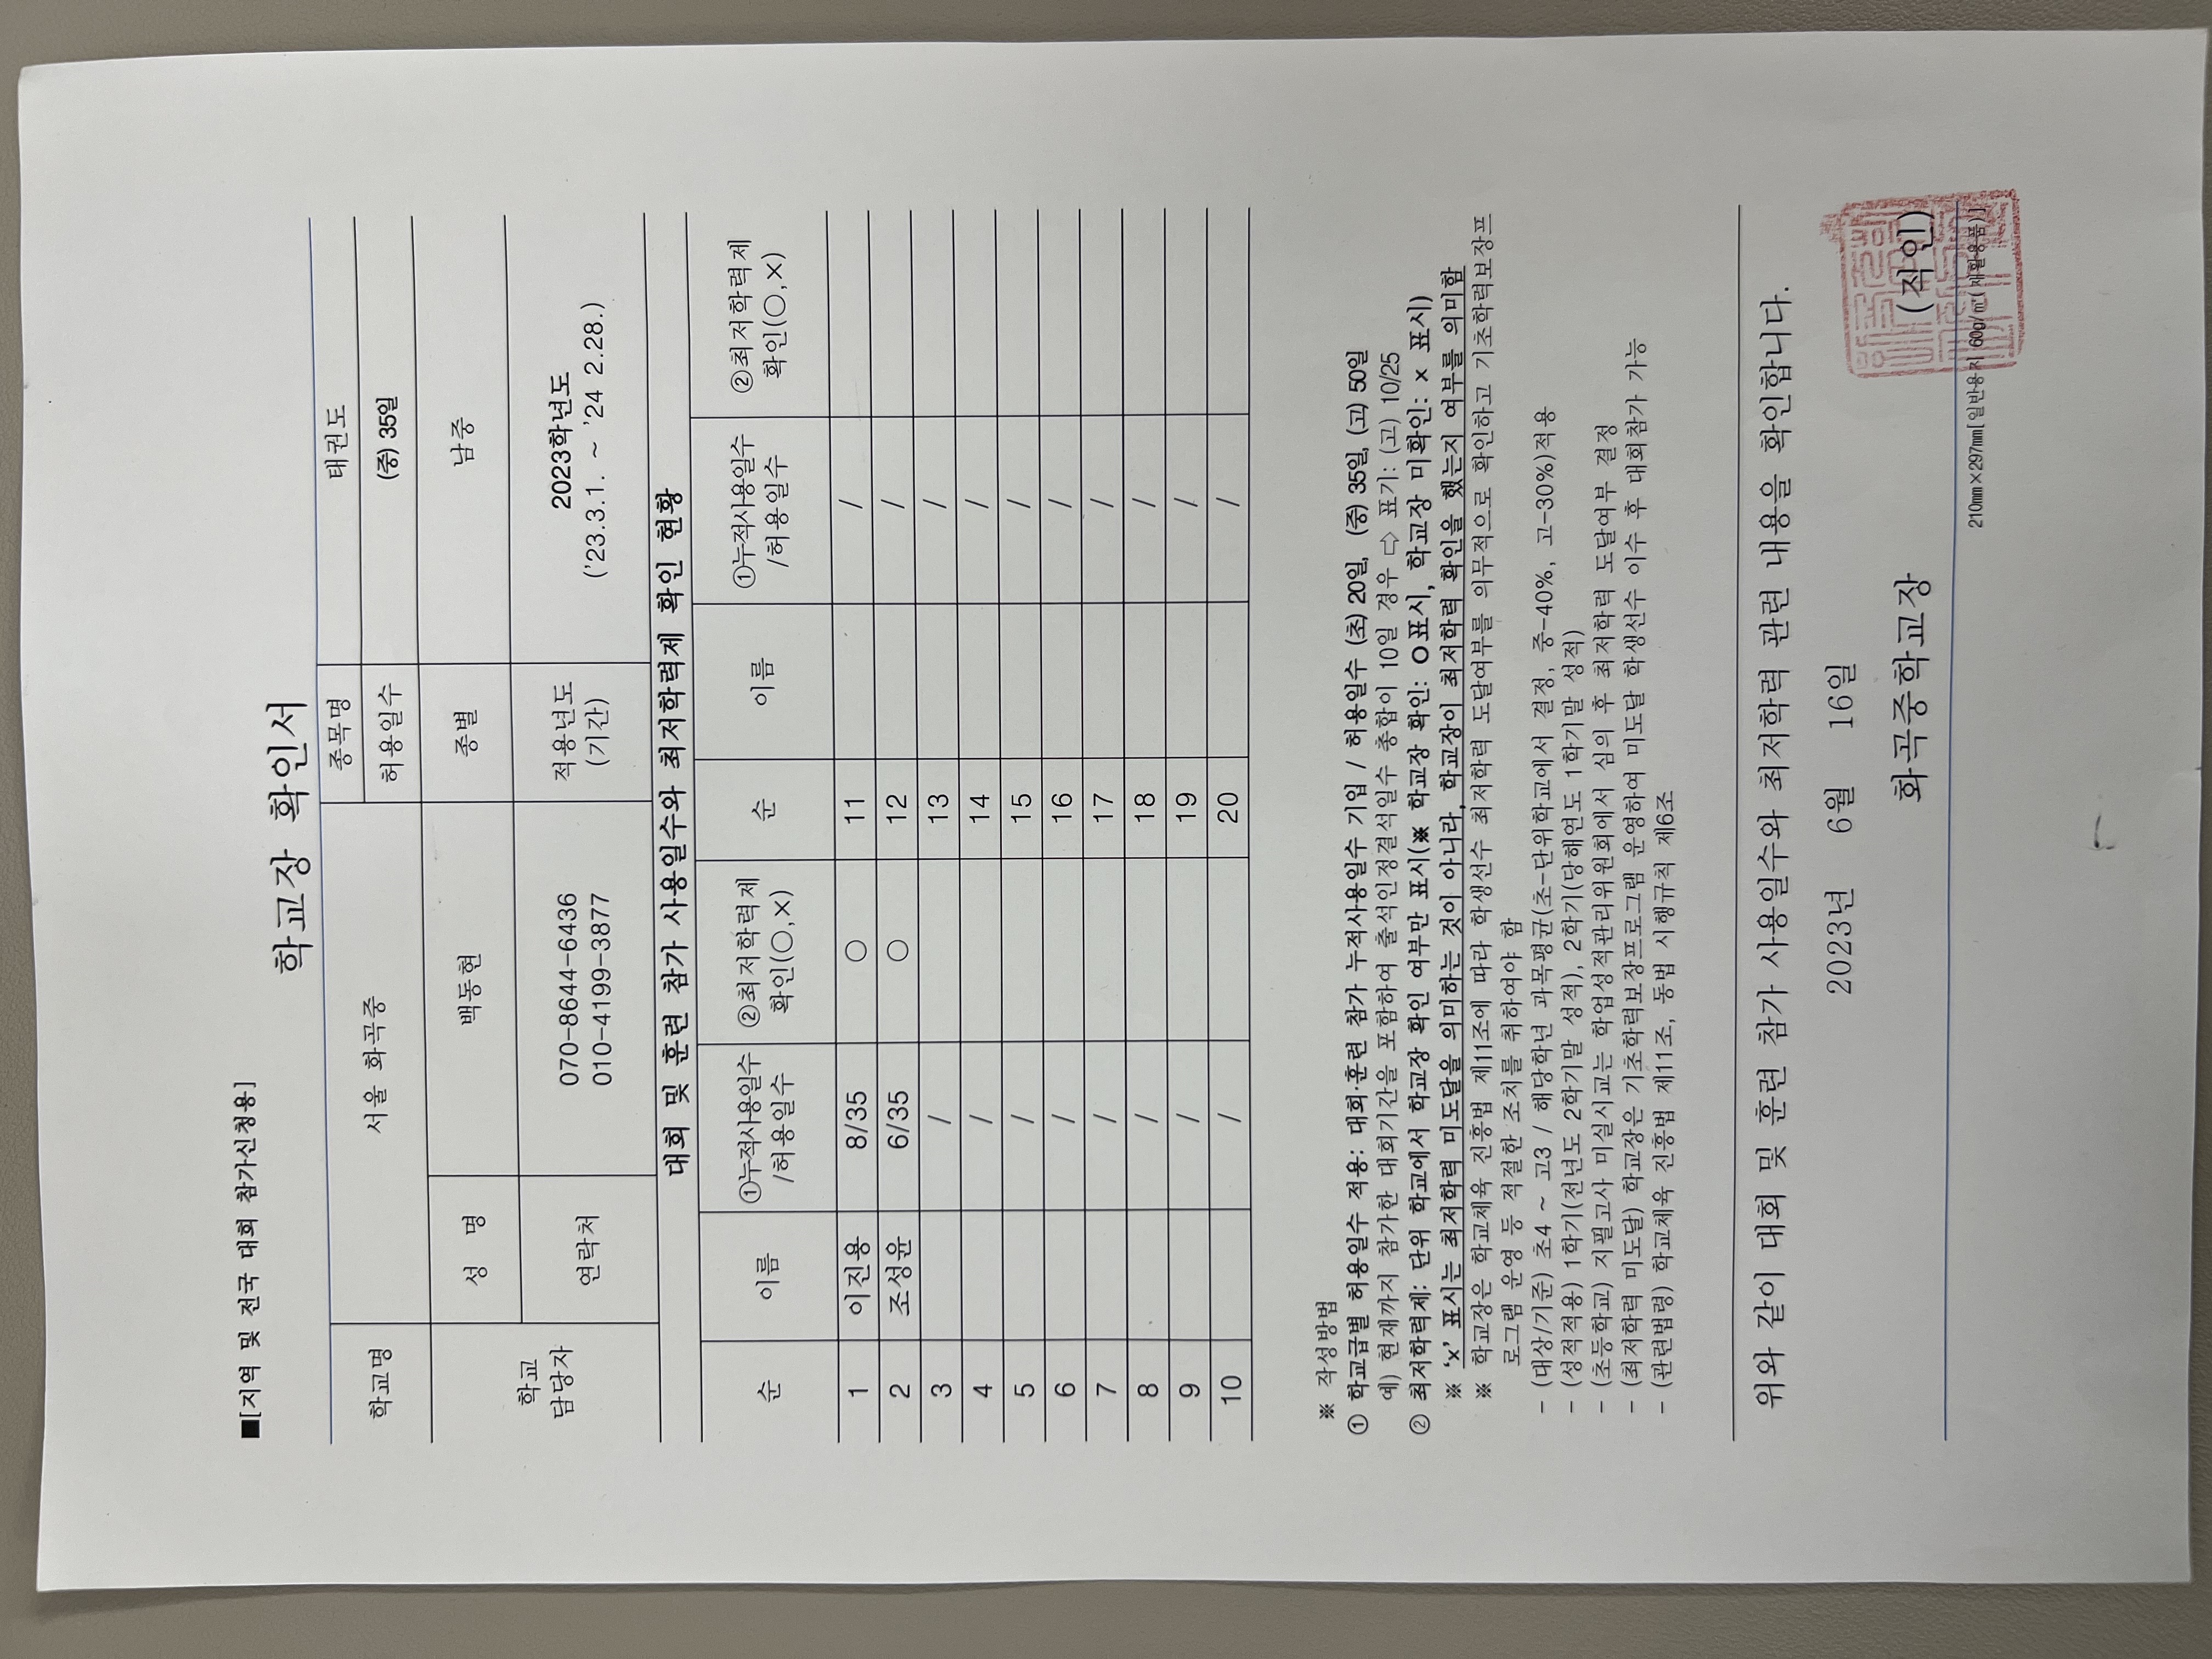 ■[지역 및 전국 대회 참가신청용]
학교장 확인서
학교명 서울 화곡중 종목명 태권도
허용일수 (중) 35일
학교
담당자 성 명 백동현 종별 남중
연락처 070-8644-6436
010-4199-3877 적용년도
(기간) 2023학년도
('23.3.1. ~ '24 2.28.)
대회 및 훈련 참가 사용일수와 최저학력제 확인 현황
순 이름 ①누적사용일수
/허용일수 ②최저학력제
확인(○,×) 순 이름 ①누적사용일수
/허용일수 ②최저학력제
확인(○,×)
1 이진용 8/35 ○ 11 /
2 조성윤 6/35 ○ 12 /
3 / 13 /
4 / 14 /
5 / 15 /
6 / 16 /
7 / 17 /
8 / 18 /
9 / 19 /
10 / 20 /
※ 작성방법
① 학교급별 허용일수 적용: 대회·훈련 참가 누적사용일수 기입 / 허용일수 (초) 20일, (중) 35일, (고) 50일
예) 현재까지 참가한 대회기간을 포함하여 출석인정결석일수 총합이 10일 경우 ⇨ 표기: (고) 10/25
② 최저학력제: 단위 학교에서 학교장 확인 여부만 표시(※ 학교장 확인: O표시, 학교장 미확인: × 표시)
※ '×' 표시는 최저학력 미도달을 의미하는 것이 아니라, 학교장이 최저학력 확인을 했는지 여부를 의미함
※ 학교장은 학교체육 진흥법 제11조에 따라 학생선수 최저학력 도달여부를 의무적으로 확인하고 기초학력보장프
로그램 운영 등 적절한 조치를 취하여야 함
- (대상/기준) 초4 ~ 고3 / 해당학년 과목평균(초-단위학교에서 결정, 중-40%, 고-30%)적용
- (성적적용) 1학기(전년도 2학기말 성적), 2학기(당해연도 1학기말 성적)
- (초등학교) 지필고사 미실시교는 학업성적관리위원회에서 심의 후 최저학력 도달여부 결정
- (최저학력 미도달) 학교장은 기초학력보장프로그램 운영하여 미도달 학생선수 이수 후 대회참가 가능
- (관련법령) 학교체육 진흥법 제11조, 동법 시행규칙 제6조
위와 같이 대회 및 훈련 참가 사용일수와 최저학력 관련 내용을 확인합니다.
2023년 6월 16일
화곡중학교장 (직인)
210㎜×297㎜[일반용지 60g/㎡(재활용품)]